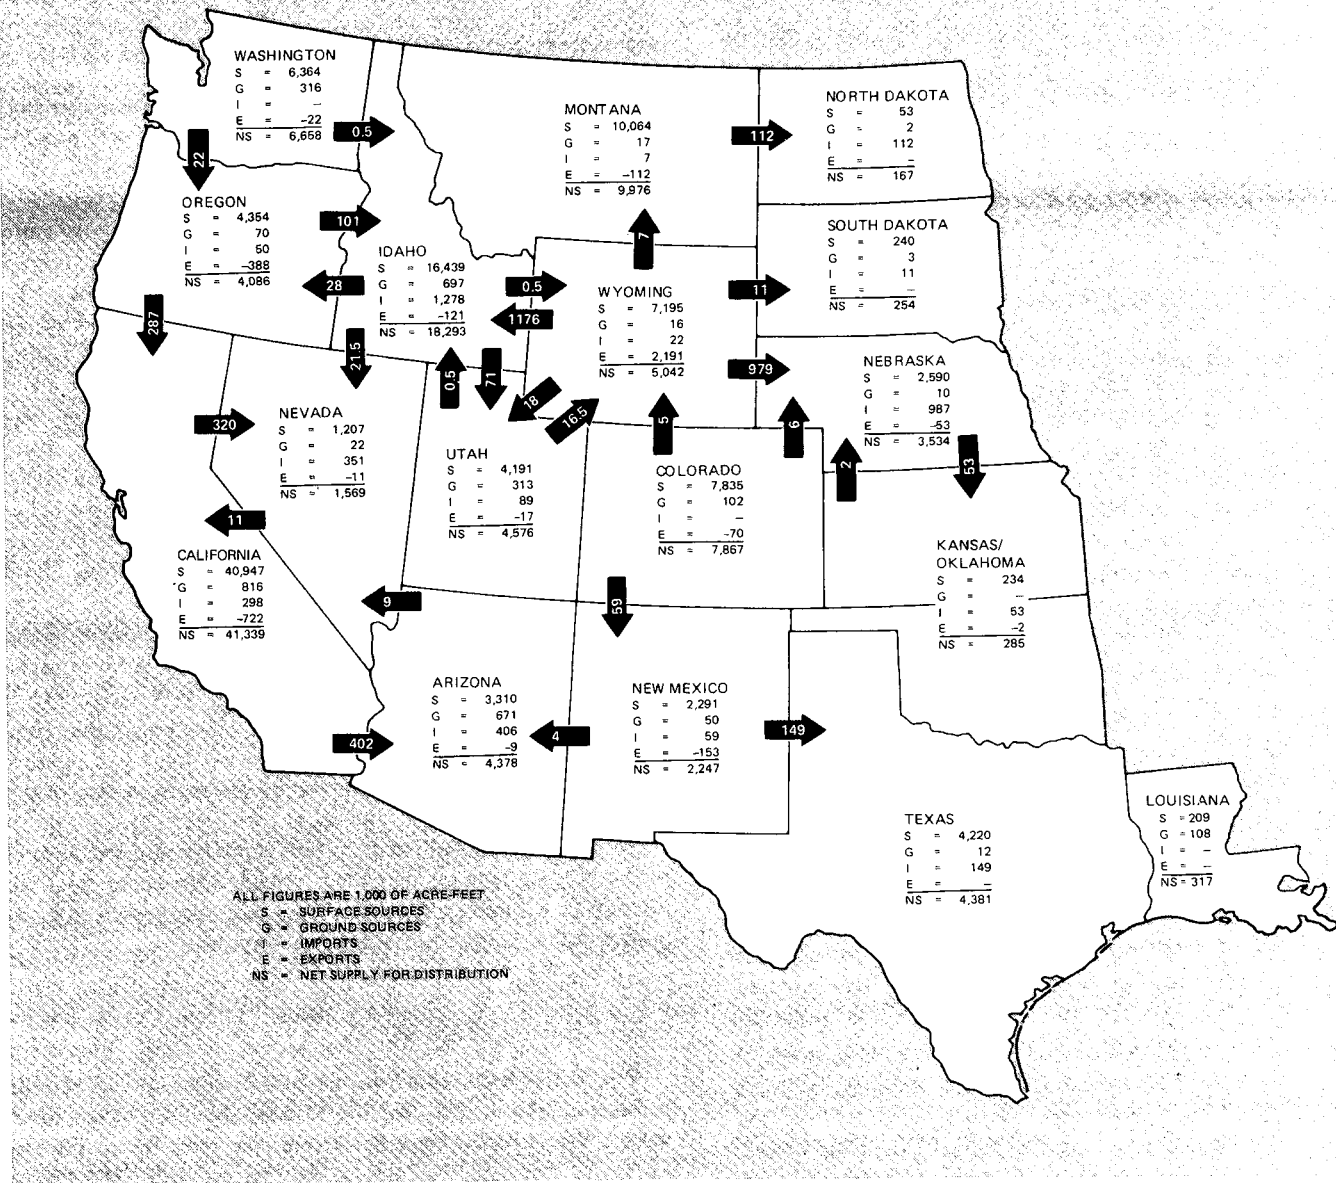 WASHINGTON
S = 6,364
G = 316
I = –
E = –22
NS = 6,658
0.5
22
OREGON
S = 4,354
G = 70
I = 50
E = –388
NS = 4,086
101
28
287
IDAHO
S = 16,439
G = 697
I = 1,278
E = –121
NS = 18,293
0.5
1176
21.5
0.5
71
MONTANA
S = 10,064
G = 17
I = 7
E = –112
NS = 9,976
112
7
NORTH DAKOTA
S = 53
G = 2
I = 112
E = –
NS = 167
SOUTH DAKOTA
S = 240
G = 3
I = 11
E = –
NS = 254
WYOMING
S = 7,195
G = 16
I = 22
E = 2,191
NS = 5,042
11
979
18
16.5
5
6
NEBRASKA
S = 2,590
G = 10
I = 987
E = –53
NS = 3,534
2
53
NEVADA
S = 1,207
G = 22
I = 351
E = –11
NS = 1,569
320
11
UTAH
S = 4,191
G = 313
I = 89
E = –17
NS = 4,576
9
COLORADO
S = 7,835
G = 102
I = –
E = –70
NS = 7,867
59
KANSAS/
OKLAHOMA
S = 234
G = –
I = 53
E = –2
NS = 285
CALIFORNIA
S = 40,947
G = 816
I = 298
E = –722
NS = 41,339
402
ARIZONA
S = 3,310
G = 671
I = 406
E = –9
NS = 4,378
4
NEW MEXICO
S = 2,291
G = 50
I = 59
E = –153
NS = 2,247
149
TEXAS
S = 4,220
G = 12
I = 149
E = –
NS = 4,381
LOUISIANA
S = 209
G = 108
I = –
E = –
NS = 317
ALL FIGURES ARE 1,000 OF ACRE-FEET
S = SURFACE SOURCES
G = GROUND SOURCES
I = IMPORTS
E = EXPORTS
NS = NET SUPPLY FOR DISTRIBUTION